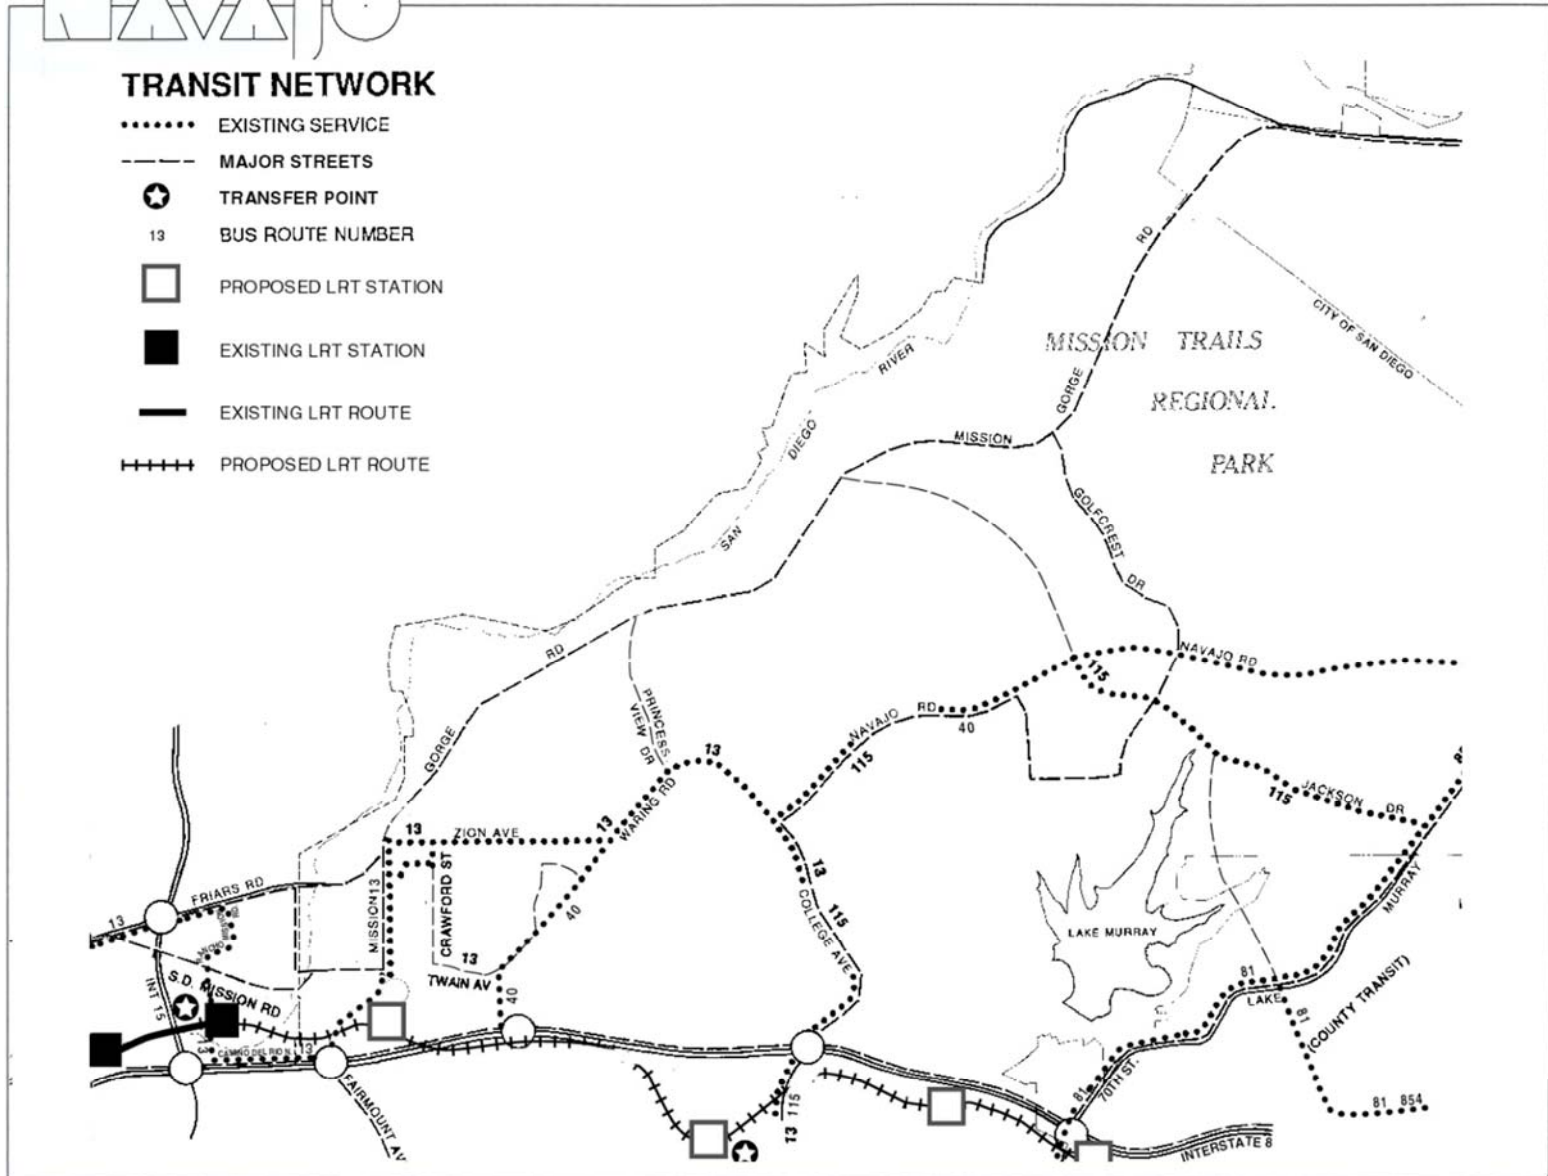 NAVAJO
TRANSIT NETWORK
EXISTING SERVICE
MAJOR STREETS
TRANSFER POINT
13 BUS ROUTE NUMBER
PROPOSED LRT STATION
EXISTING LRT STATION
EXISTING LRT ROUTE
PROPOSED LRT ROUTE
RD
CITY OF SAN DIEGO
MISSION TRAILS
REGIONAL
PARK
RIVER
GORGE
DIEGO
MISSION
SAN
GOLFCREST
DR
RD
NAVAJO RD
115
PRINCESS
VIEW DR
NAVAJO RD
40
GORGE
13
115
JACKSON DR
115
13
ZION AVE
13
WARING RD
13
FRIARS RD
13
MISSION 13
CRAWFORD ST
40
115
COLLEGE AVE
LAKE MURRAY
MURRAY
13
TWAIN AV
S.D. MISSION RD
INT 15
40
81
LAKE
81
(COUNTY TRANSIT)
13
CAMINO DEL RIO N.
13
FAIRMOUNT AV
13 115
81
70TH ST.
81 854
INTERSTATE 8